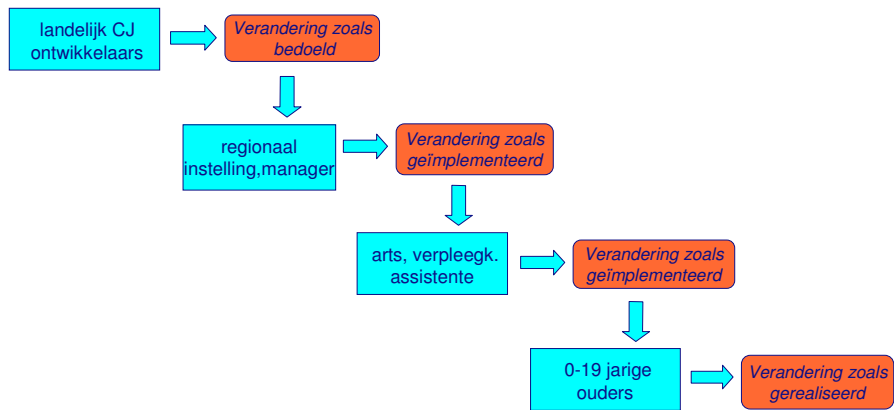 landelijk CJ
ontwikkelaars
Verandering zoals
bedoeld
regionaal
instelling,manager
Verandering zoals
geïmplementeerd
arts, verpleegk.
assistente
Verandering zoals
geïmplementeerd
0-19 jarige
ouders
Verandering zoals
gerealiseerd